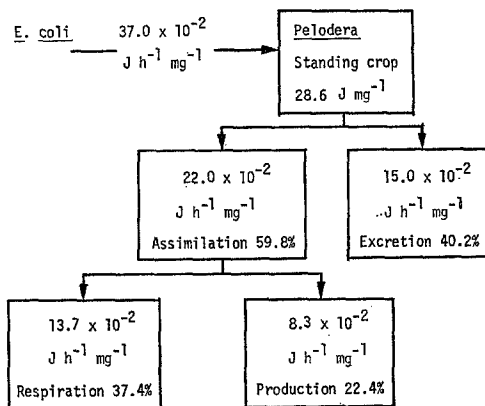 E. coli
37.0 x 10⁻²
J h⁻¹ mg⁻¹
Pelodera
Standing crop
28.6 J mg⁻¹
22.0 x 10⁻²
J h⁻¹ mg⁻¹
Assimilation 59.8%
15.0 x 10⁻²
J h⁻¹ mg⁻¹
Excretion 40.2%
13.7 x 10⁻²
J h⁻¹ mg⁻¹
Respiration 37.4%
8.3 x 10⁻²
J h⁻¹ mg⁻¹
Production 22.4%